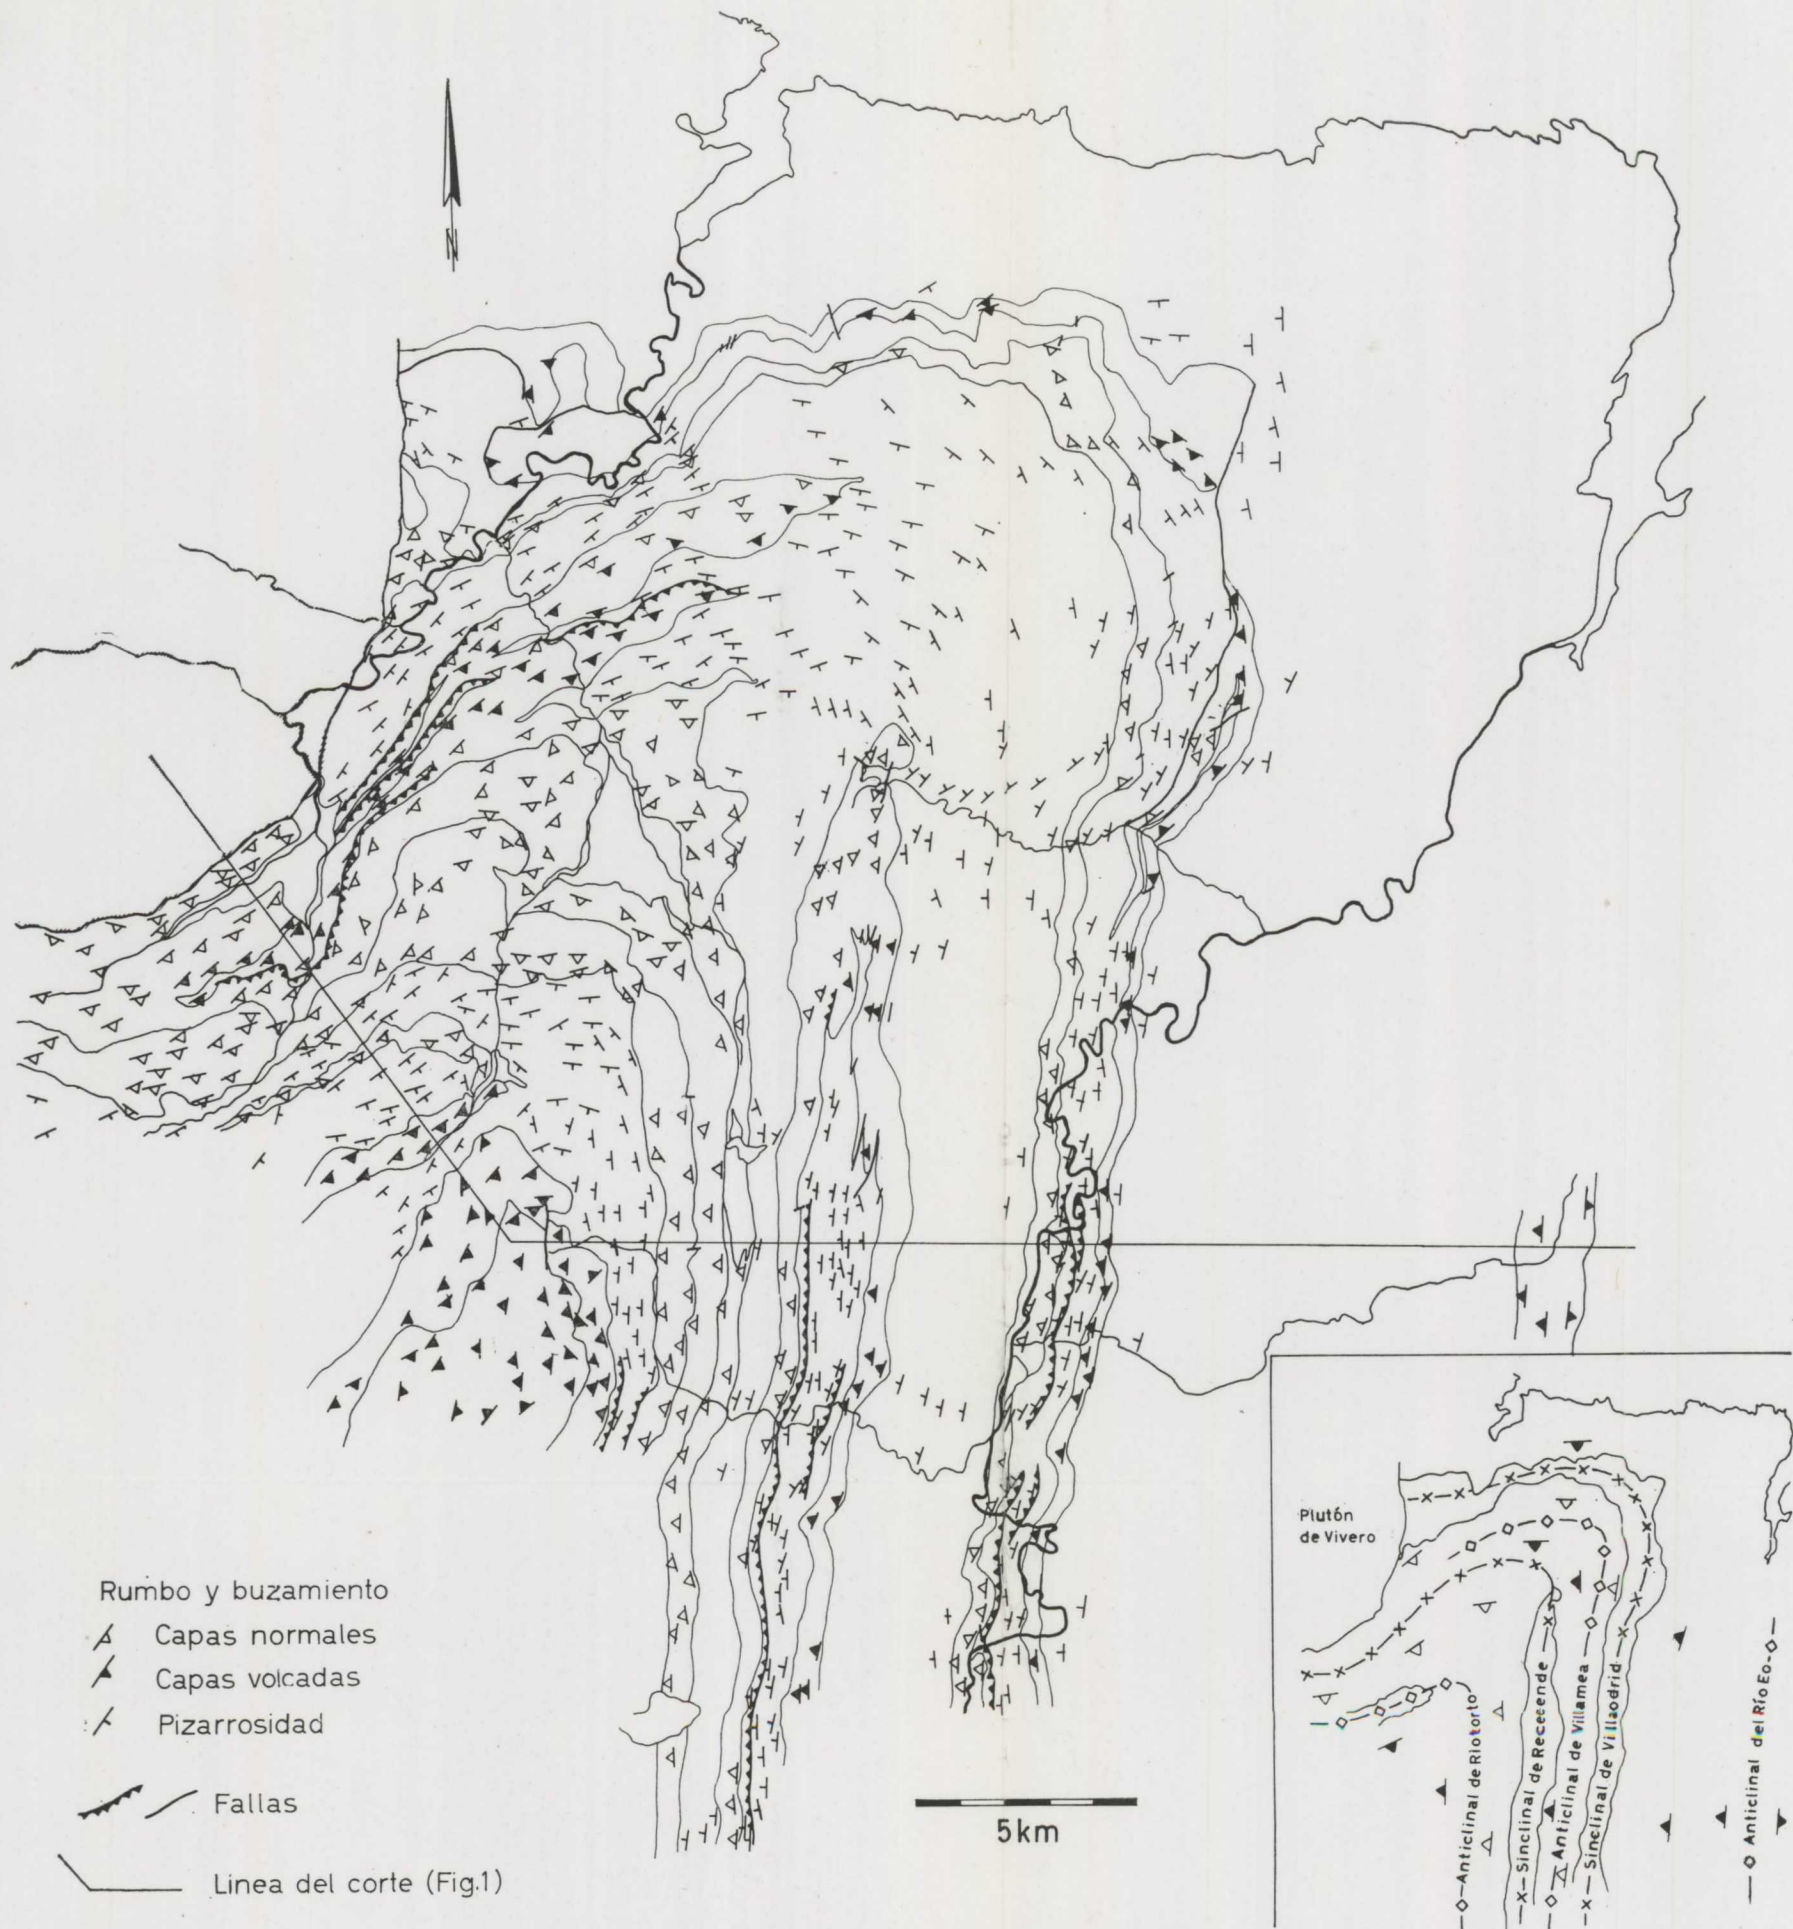 N
Rumbo y buzamiento
Capas normales
Capas volcadas
Pizarrosidad
Fallas
Linea del corte (Fig.1)
5km
Plutón
de Vivero
Anticlinal de Riotorto
Sinclinal de Rececende
Anticlinal de Villamea
Sinclinal de Villaodrid
Anticlinal del Río Eo